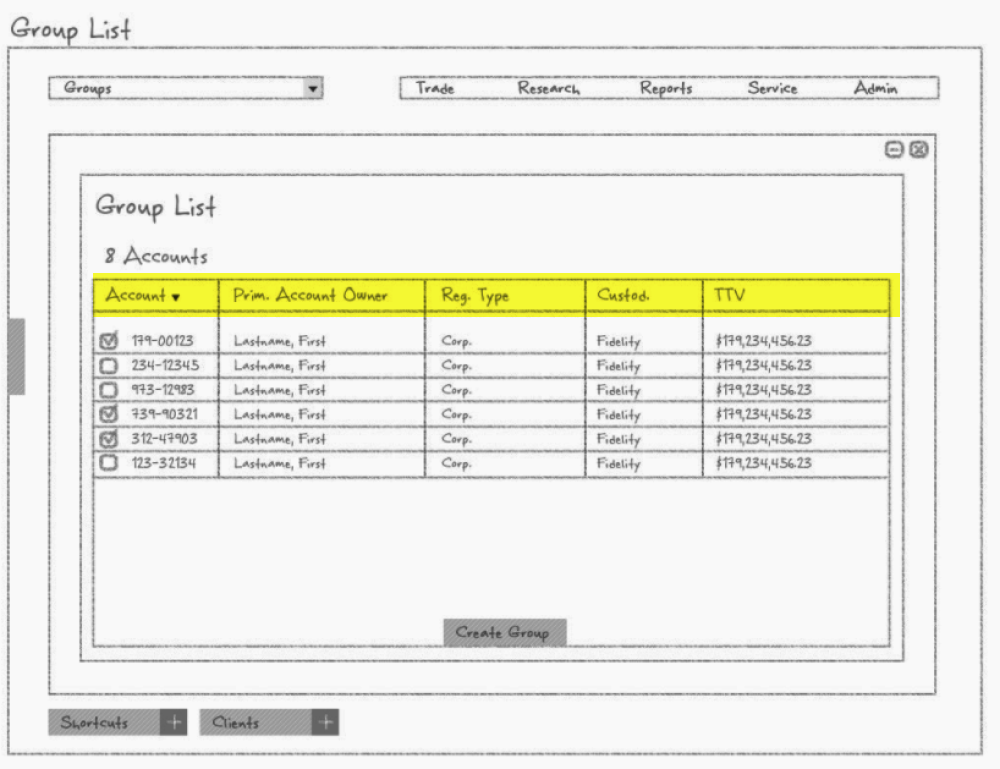 Group List
Groups Trade Research Reports Service Admin
Group List
8 Accounts
Account Prim. Account Owner Reg. Type Custod. TTV
179-00123 Lastname, First Corp. Fidelity $179,234,456.23
234-12345 Lastname, First Corp. Fidelity $179,234,456.23
973-12983 Lastname, First Corp. Fidelity $179,234,456.23
739-90321 Lastname, First Corp. Fidelity $179,234,456.23
312-47903 Lastname, First Corp. Fidelity $179,234,456.23
123-32134 Lastname, First Corp. Fidelity $179,234,456.23
Create Group
Shortcuts + Clients +